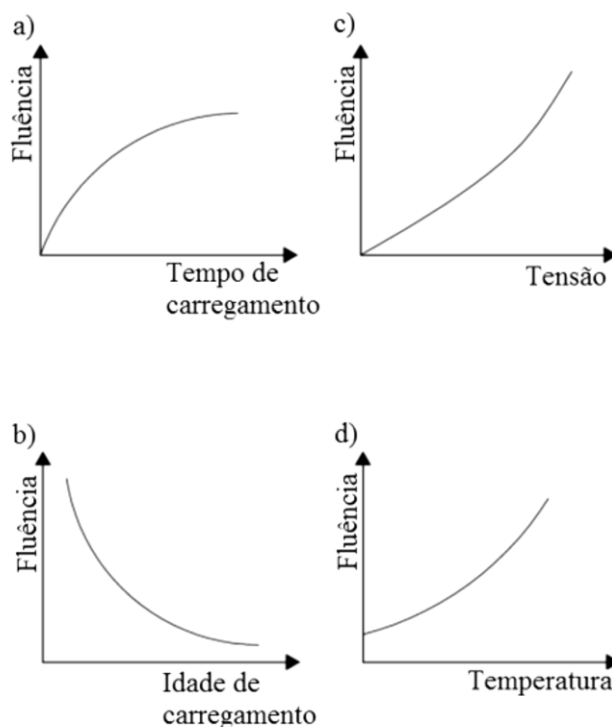 a)
Fluência
Tempo de
carregamento
c)
Fluência
Tensão
b)
Fluência
Idade de
carregamento
d)
Fluência
Temperatura